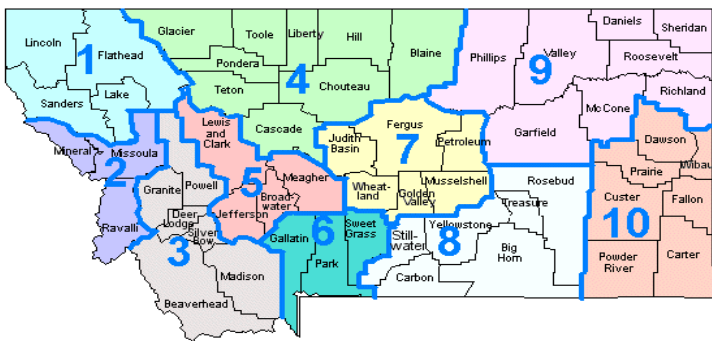 Daniels
Sheridan
Glacier
Toole
Liberty
Hill
Blaine
Phillips
Valley
Roosevelt
Lincoln
Flathead
1
Pondera
4
9
Teton
Chouteau
Richland
Sanders
Lake
McCone
Lewis
and
Clark
Cascade
Fergus
Judith
Basin
7
Petroleum
Garfield
Dawson
Mineral
Missoula
2
Powell
Granite
5
Meagher
Broad-
water
Jefferson
Wheat-
land
Golden
Valley
Musselshell
Rosebud
Treasure
Prairie
Wibau
Custer
Fallon
10
Ravalli
Deer
Lodge
Silver
Bow
3
Gallatin
6
Sweet
Grass
Still-
water
Yellowstone
8
Big
Horn
Park
Carbon
Powder
River
Carter
Madison
Beaverhead